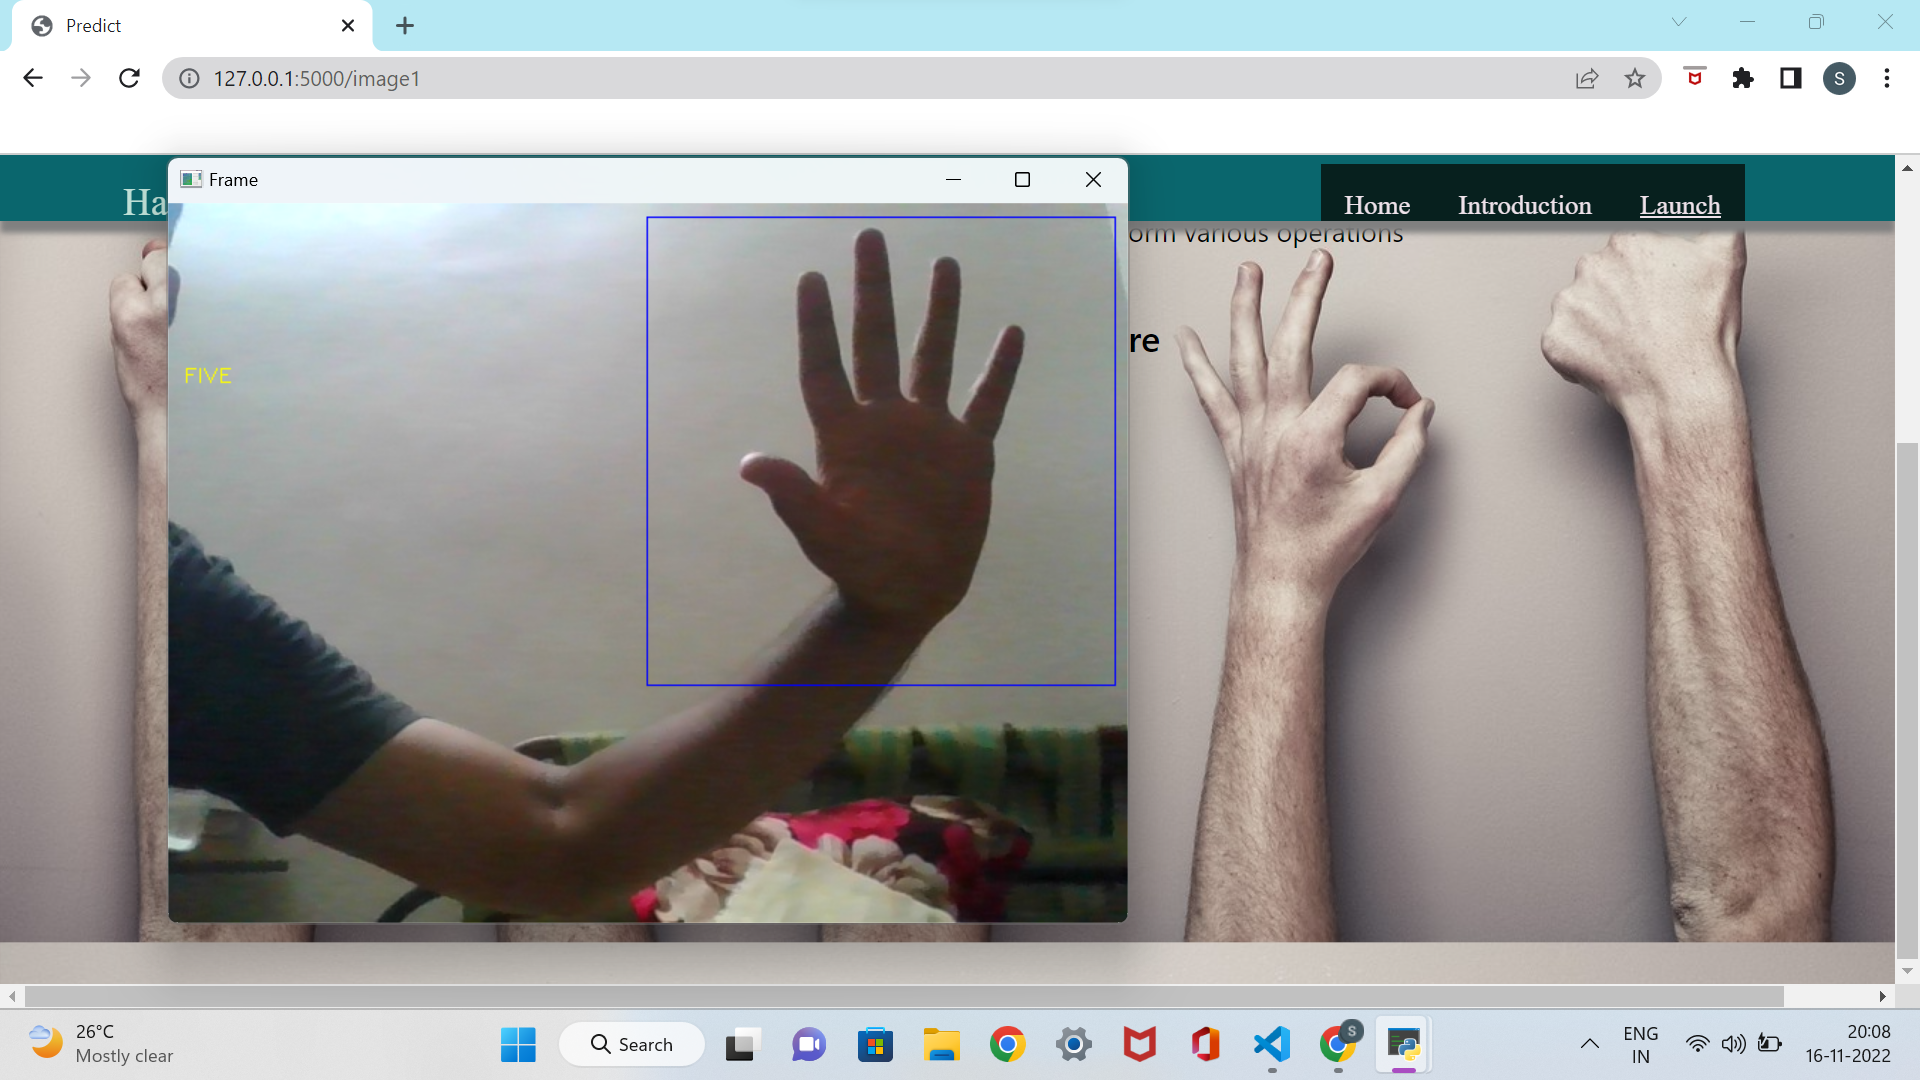 Predict
127.0.0.1:5000/image1
S
Frame
Ha
Home Introduction Launch
orm various operations
re
FIVE
26°C
Mostly clear
Search
S
ENG
IN
20:08
16-11-2022